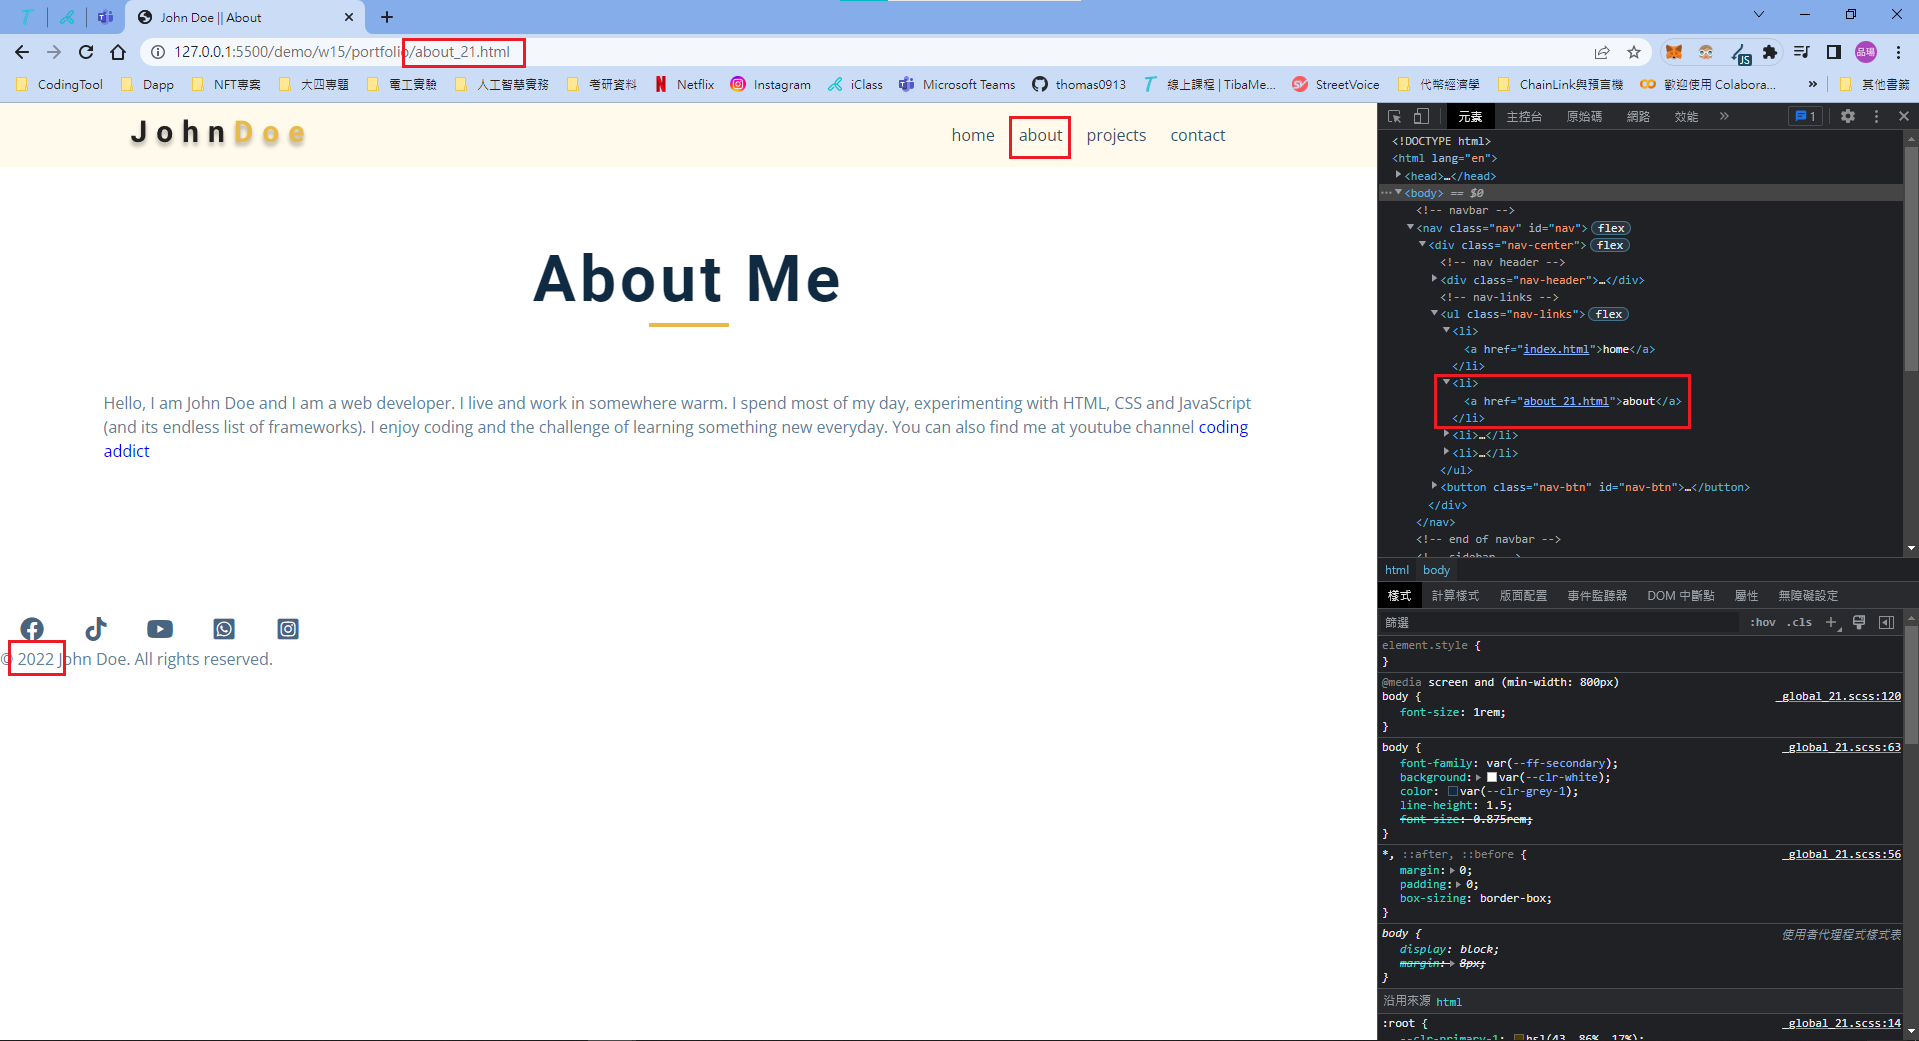 John Doe || About
127.0.0.1:5500/demo/w15/portfolio/about_21.html
JS
品瑒
CodingTool
Dapp
NFT專案
大四專題
電工實驗
人工智慧實務
考研資料
Netflix
Instagram
iClass
Microsoft Teams
thomas0913
線上課程 | TibaMe...
StreetVoice
代幣經濟學
ChainLink與預言機
歡迎使用 Colabora...
»
其他書籤
JohnDoe
home
about
projects
contact
About Me
Hello, I am John Doe and I am a web developer. I live and work in somewhere warm. I spend most of my day, experimenting with HTML, CSS and JavaScript
(and its endless list of frameworks). I enjoy coding and the challenge of learning something new everyday. You can also find me at youtube channel coding
addict
© 2022 John Doe. All rights reserved.
元素
主控台
原始碼
網路
效能
»
1
<!DOCTYPE html>
<html lang="en">
<head>…</head>
<body> == $0
<!-- navbar -->
<nav class="nav" id="nav"> flex
<div class="nav-center"> flex
<!-- nav header -->
<div class="nav-header">…</div>
<!-- nav-links -->
<ul class="nav-links"> flex
<li>
<a href="index.html">home</a>
</li>
<li>
<a href="about_21.html">about</a>
</li>
<li>…</li>
<li>…</li>
</ul>
<button class="nav-btn" id="nav-btn">…</button>
</div>
</nav>
<!-- end of navbar -->
<!-- sidebar -->
html
body
樣式
計算樣式
版面配置
事件監聽器
DOM 中斷點
屬性
無障礙設定
篩選
:hov
.cls
element.style {
}
@media screen and (min-width: 800px)
body {
_global_21.scss:120
font-size: 1rem;
}
body {
_global_21.scss:63
font-family: var(--ff-secondary);
background: var(--clr-white);
color: var(--clr-grey-1);
line-height: 1.5;
font-size: 0.875rem;
}
*, ::after, ::before {
_global_21.scss:56
margin: 0;
padding: 0;
box-sizing: border-box;
}
body {
使用者代理程式樣式表
display: block;
margin: 8px;
}
沿用來源 html
:root {
_global_21.scss:14
--clr-primary-1: hsl(43, 86%, 17%);